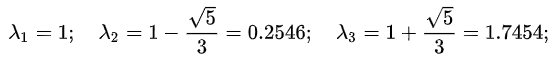 λ₁ = 1; λ₂ = 1 − √5/3 = 0.2546; λ₃ = 1 + √5/3 = 1.7454;